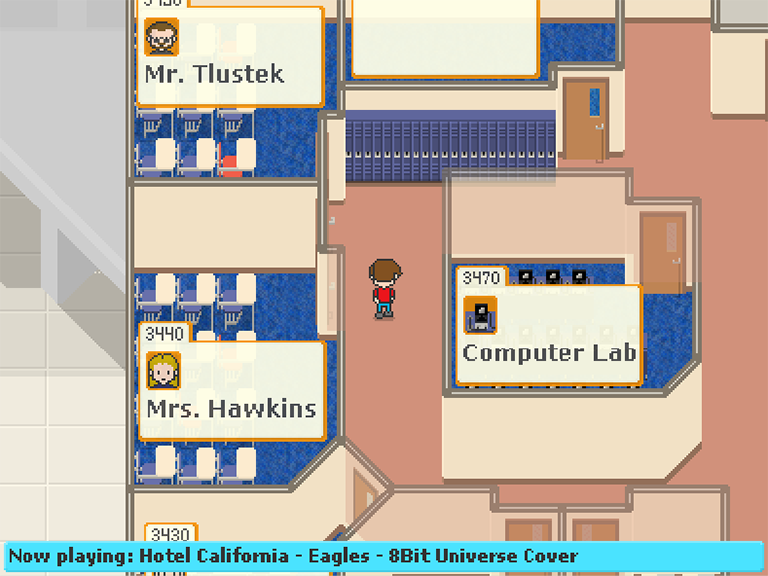 Mr. Tlustek
3470
Computer Lab
3440
Mrs. Hawkins
3430
Now playing: Hotel California - Eagles - 8Bit Universe Cover